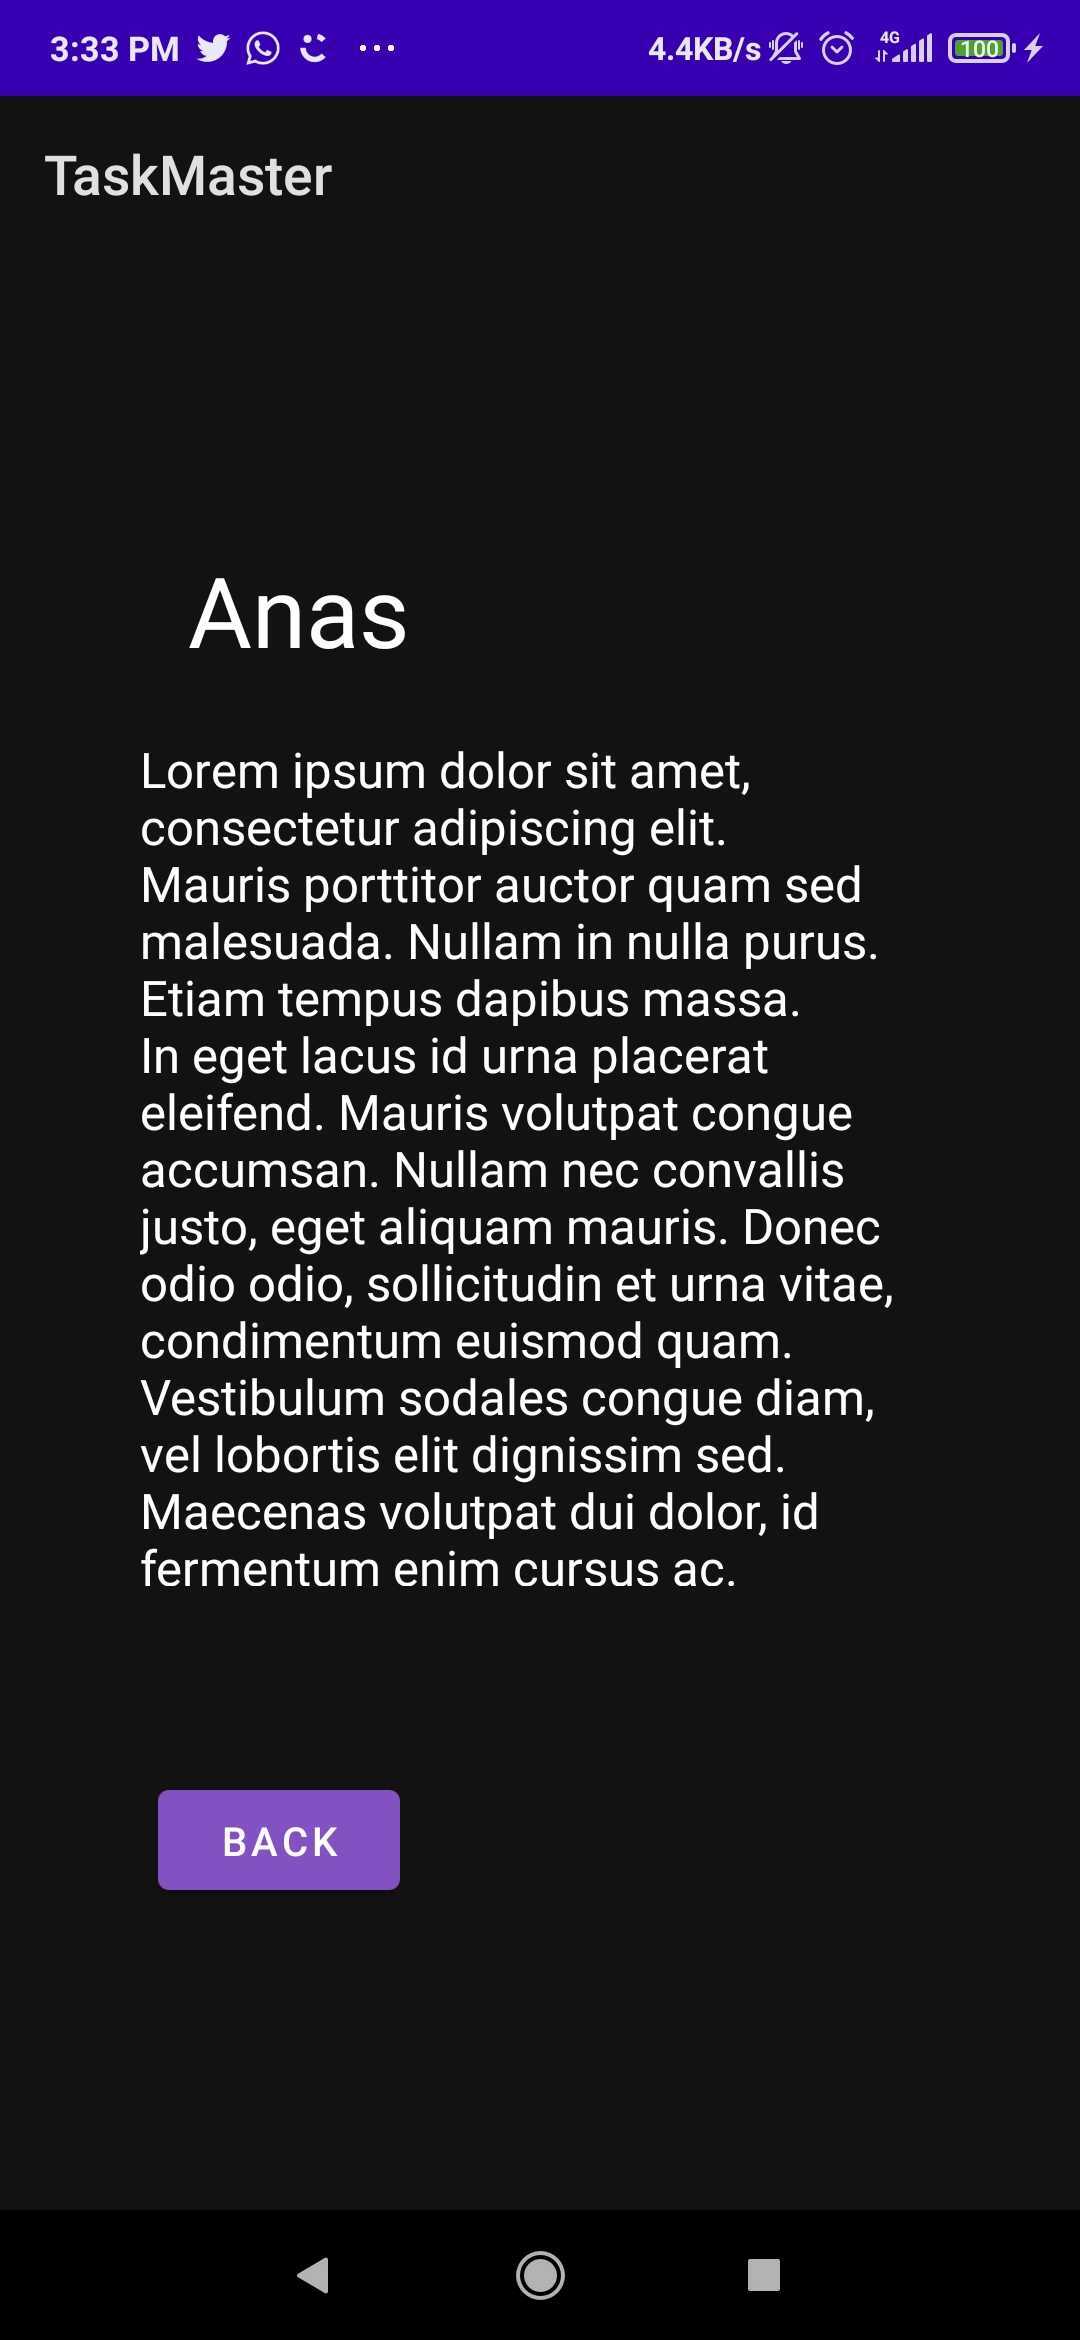 3:33 PM 4.4KB/s 4G 100
TaskMaster
Anas
Lorem ipsum dolor sit amet,
consectetur adipiscing elit.
Mauris porttitor auctor quam sed
malesuada. Nullam in nulla purus.
Etiam tempus dapibus massa.
In eget lacus id urna placerat
eleifend. Mauris volutpat congue
accumsan. Nullam nec convallis
justo, eget aliquam mauris. Donec
odio odio, sollicitudin et urna vitae,
condimentum euismod quam.
Vestibulum sodales congue diam,
vel lobortis elit dignissim sed.
Maecenas volutpat dui dolor, id
fermentum enim cursus ac.
BACK